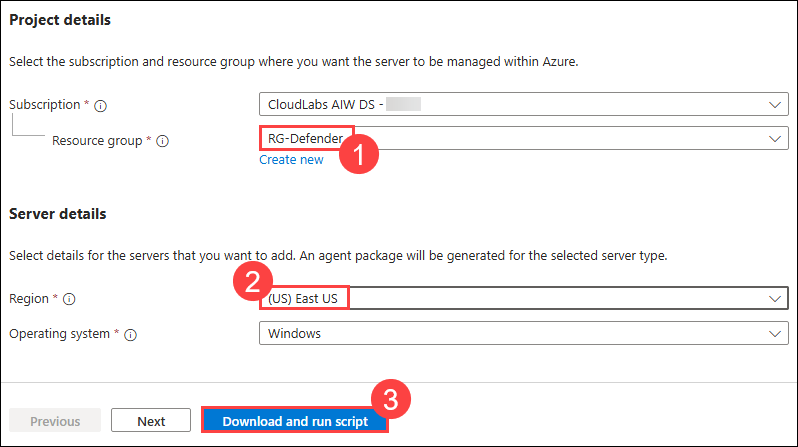 Project details
Select the subscription and resource group where you want the server to be managed within Azure.
Subscription * CloudLabs AIW DS -
Resource group * RG-Defender
1
Create new
Server details
Select details for the servers that you want to add. An agent package will be generated for the selected server type.
2
Region * (US) East US
Operating system * Windows
3
Previous Next Download and run script